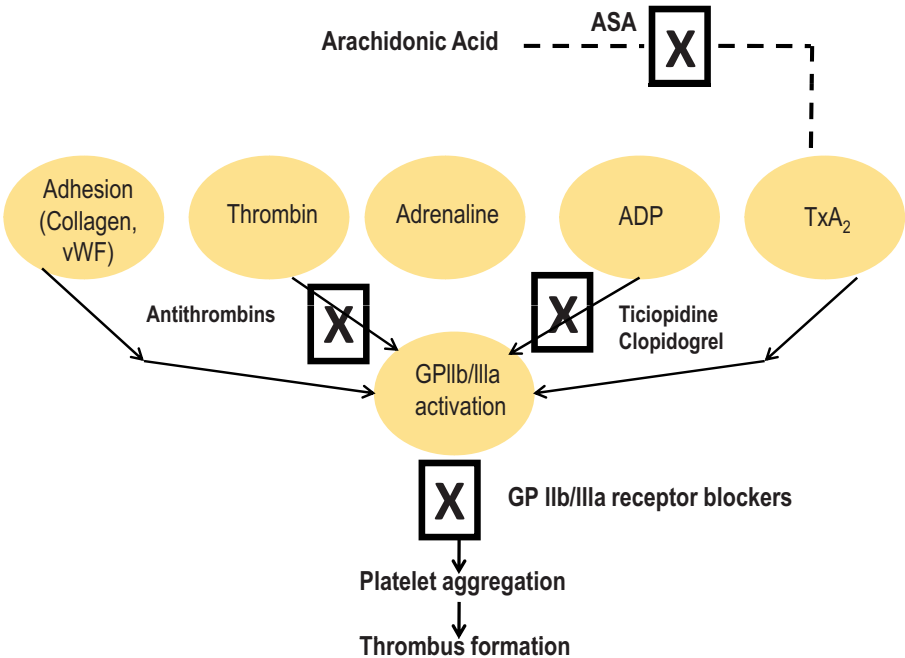 ASA
Arachidonic Acid
X
Adhesion
(Collagen,
vWF)
Thrombin
Adrenaline
ADP
TxA₂
Antithrombins
X
X
Ticiopidine
Clopidogrel
GPIIb/IIIa
activation
X
GP IIb/IIIa receptor blockers
Platelet aggregation
Thrombus formation